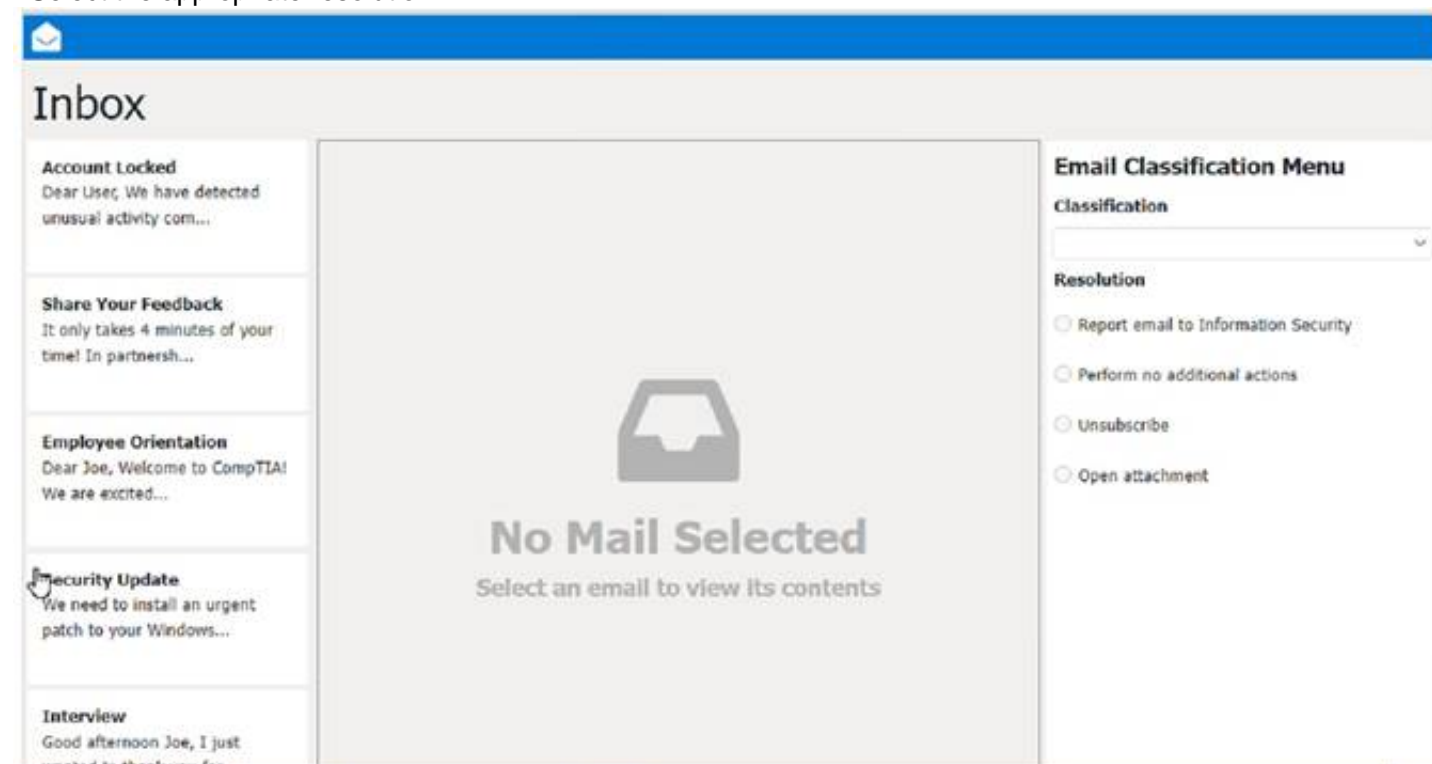 Inbox
Account Locked
Dear User, We have detected
unusual activity com...
Share Your Feedback
It only takes 4 minutes of your
time! In partnersh...
Employee Orientation
Dear Joe, Welcome to CompTIA!
We are excited...
Security Update
We need to install an urgent
patch to your Windows...
Interview
Good afternoon Joe, I just
No Mail Selected
Select an email to view its contents
Email Classification Menu
Classification
Resolution
Report email to Information Security
Perform no additional actions
Unsubscribe
Open attachment